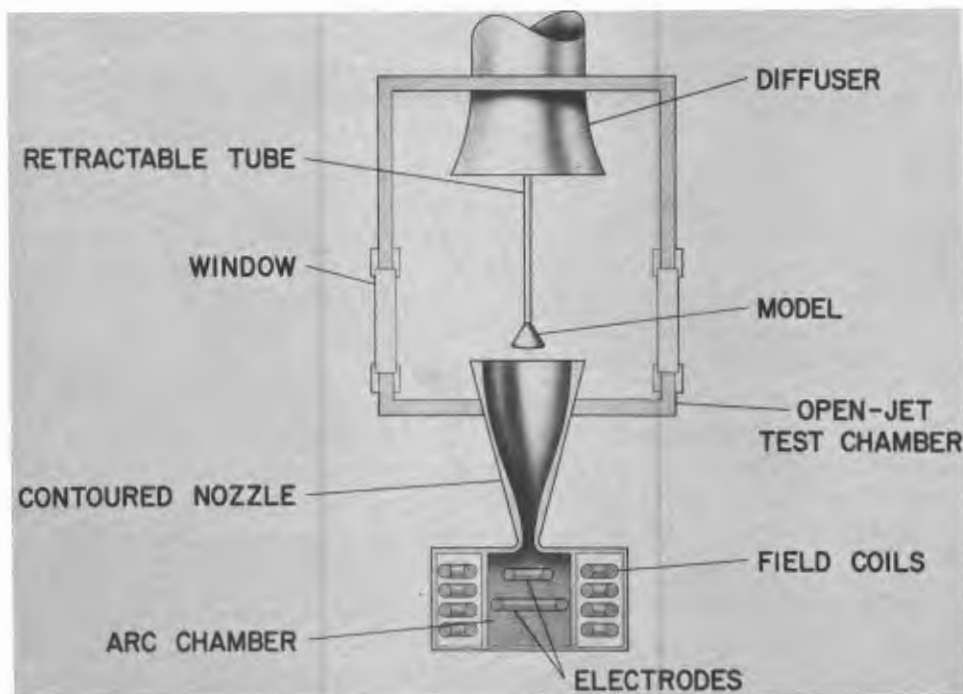 DIFFUSER
RETRACTABLE TUBE
WINDOW
MODEL
OPEN-JET
TEST CHAMBER
CONTOURED NOZZLE
FIELD COILS
ARC CHAMBER
ELECTRODES